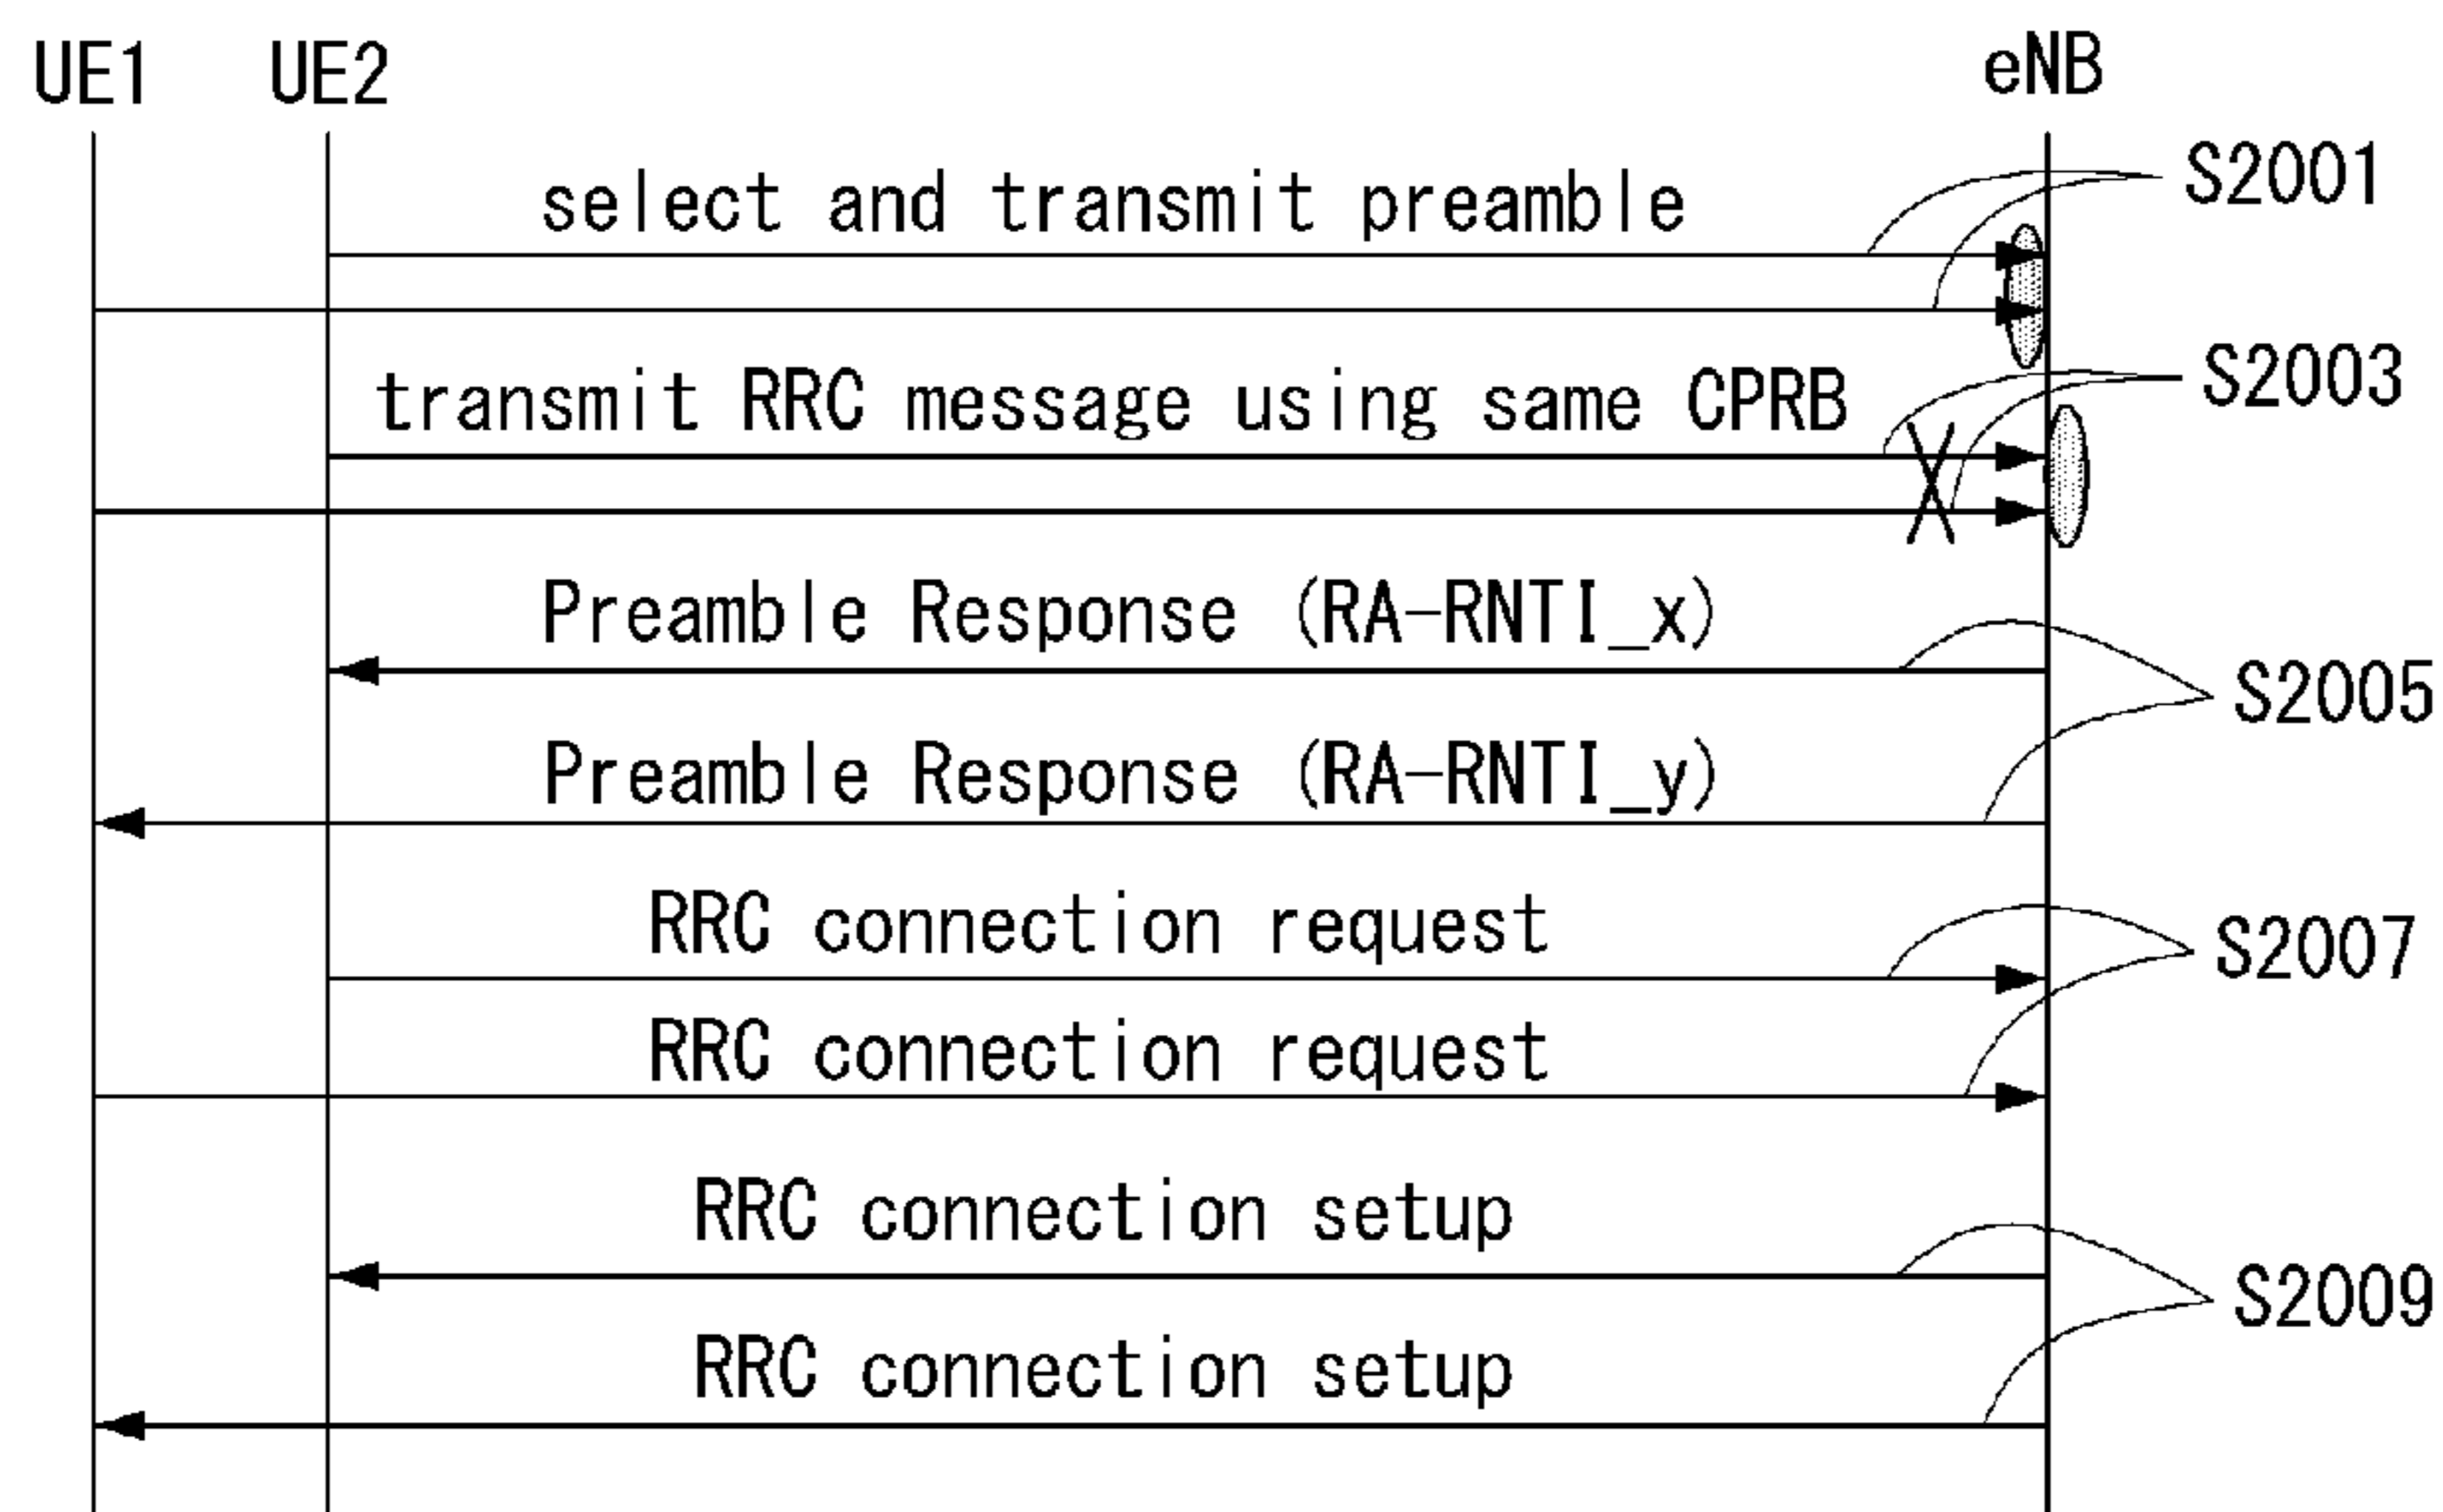 UE1 UE2 eNB
S2001
select and transmit preamble
S2003
transmit RRC message using same CPRB
Preamble Response (RA-RNTI_x)
S2005
Preamble Response (RA-RNTI_y)
RRC connection request
S2007
RRC connection request
RRC connection setup
S2009
RRC connection setup